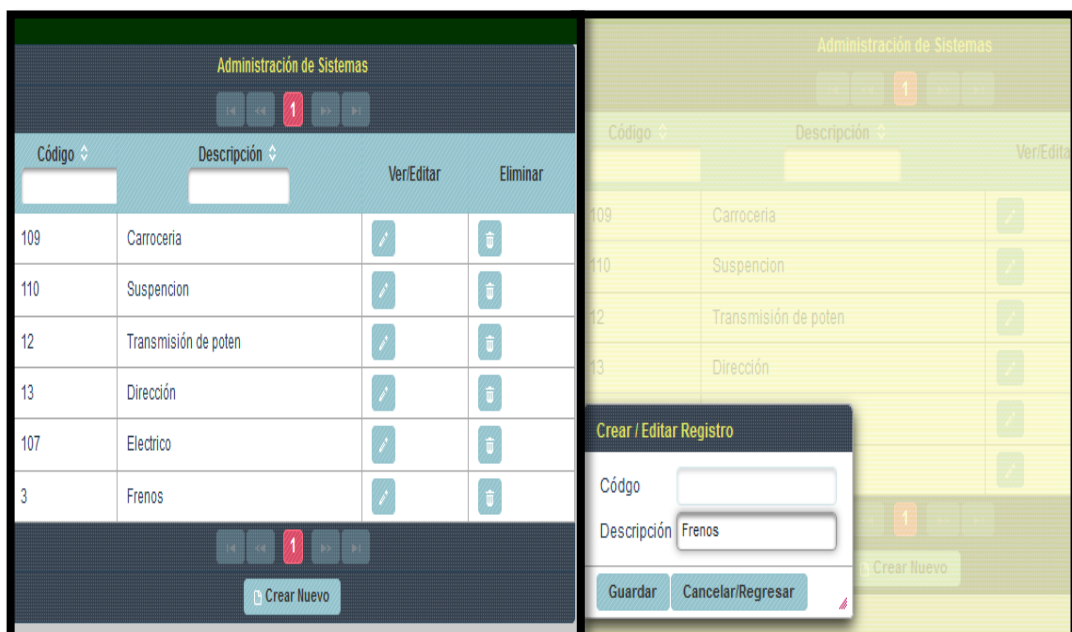 Administración de Sistemas
1
Código Descripción Ver/Editar Eliminar
109 Carroceria
110 Suspencion
12 Transmisión de poten
13 Dirección
107 Electrico
3 Frenos
1
Crear Nuevo
Administración de Sistemas
1
Código Descripción Ver/Edita
109 Carroceria
110 Suspencion
12 Transmisión de poten
13 Dirección
1
Crear Nuevo
Crear / Editar Registro
Códgo
Descripción Frenos
Guardar Cancelar/Regresar